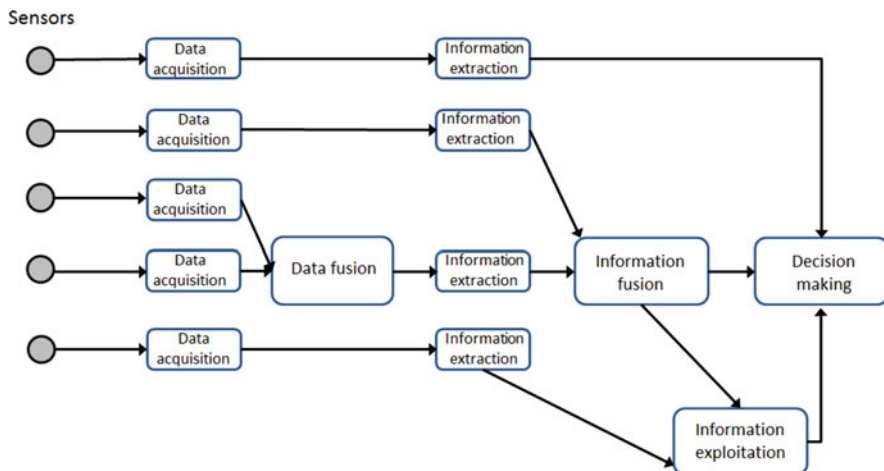 Sensors
Data
acquisition
Information
extraction
Data
acquisition
Information
extraction
Data
acquisition
Data
acquisition
Data fusion
Information
extraction
Information
fusion
Decision
making
Data
acquisition
Information
extraction
Information
exploitation